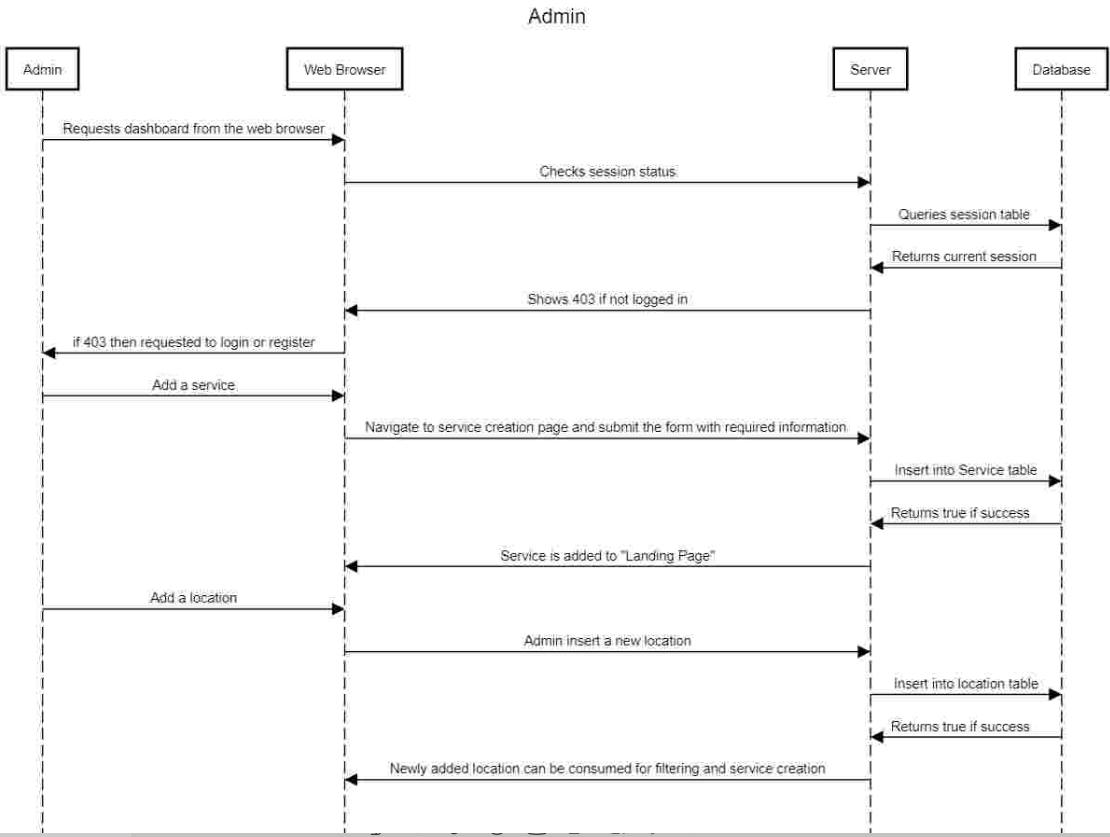 Admin
Admin
Web Browser
Server
Database
Requests dashboard from the web browser
Checks session status
Queries session table
Returns current session
Shows 403 if not logged in
if 403 then requested to login or register
Add a service
Navigate to service creation page and submit the form with required information
Insert into Service table
Returns true if success
Service is added to "Landing Page"
Add a location
Admin insert a new location
Insert into location table
Returns true if success
Newly added location can be consumed for filtering and service creation